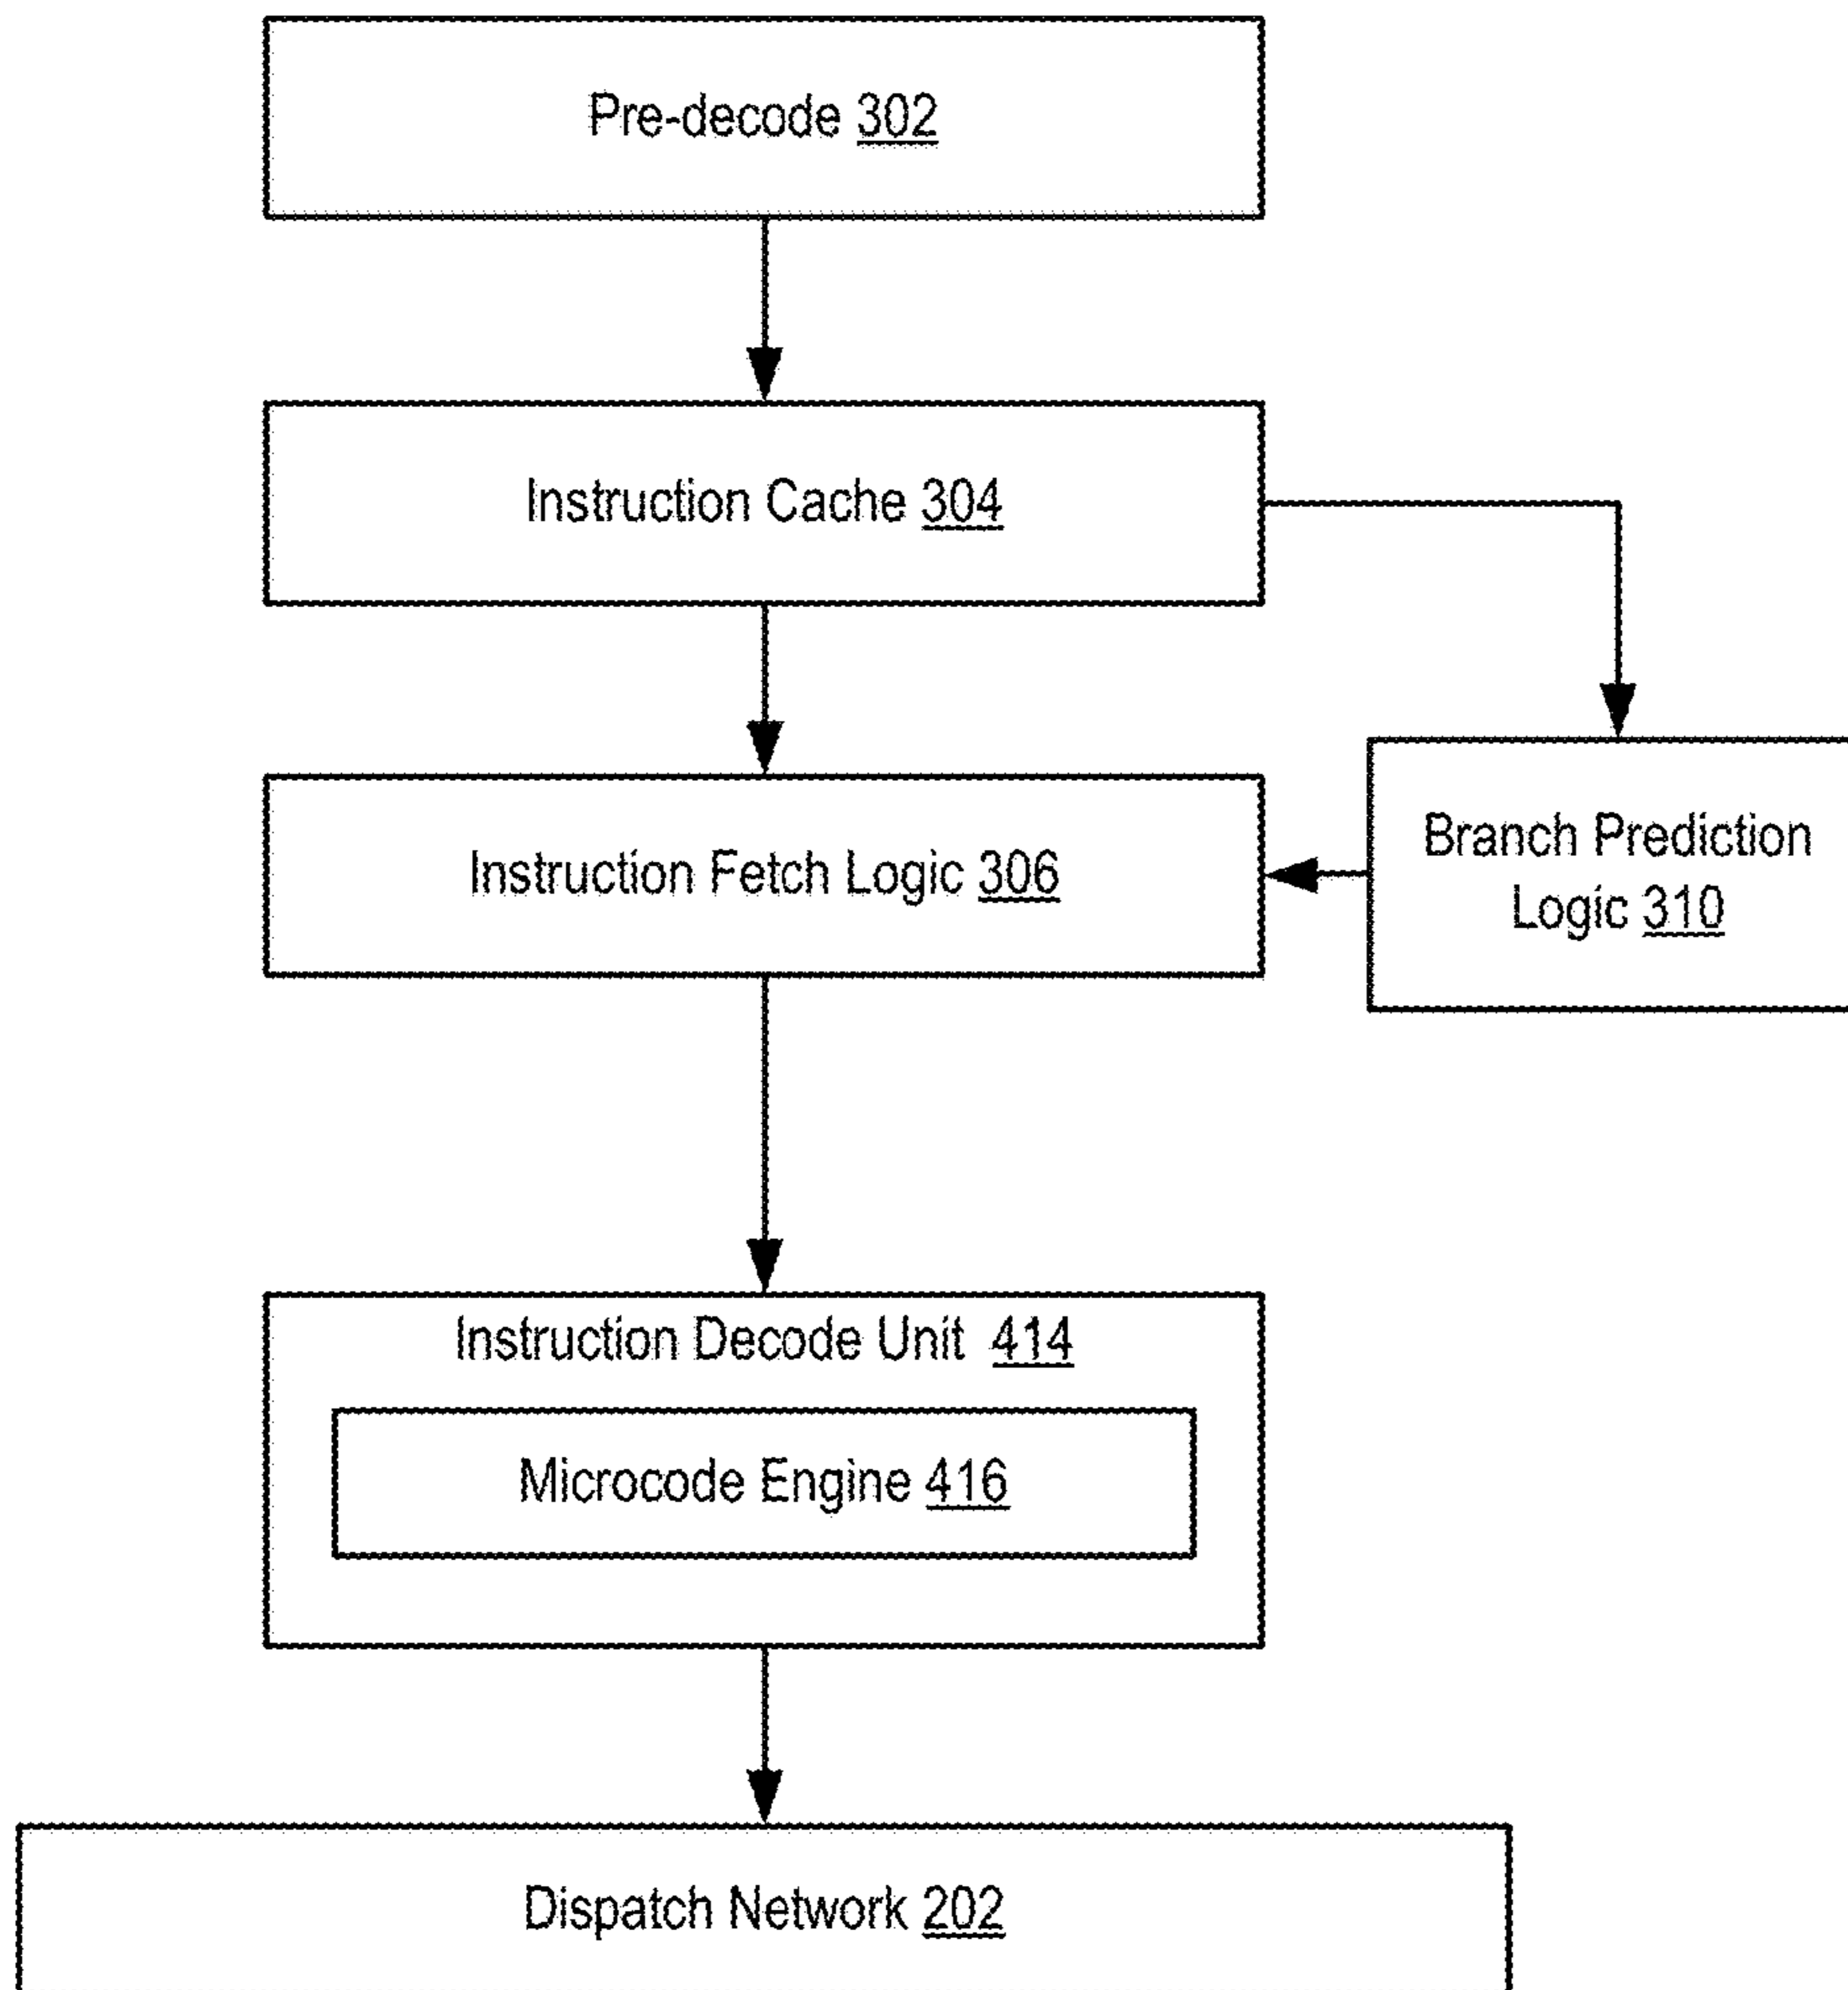 Pre-decode 302
Instruction Cache 304
Instruction Fetch Logic 306
Branch Prediction
Logic 310
Instruction Decode Unit 414
Microcode Engine 416
Dispatch Network 202